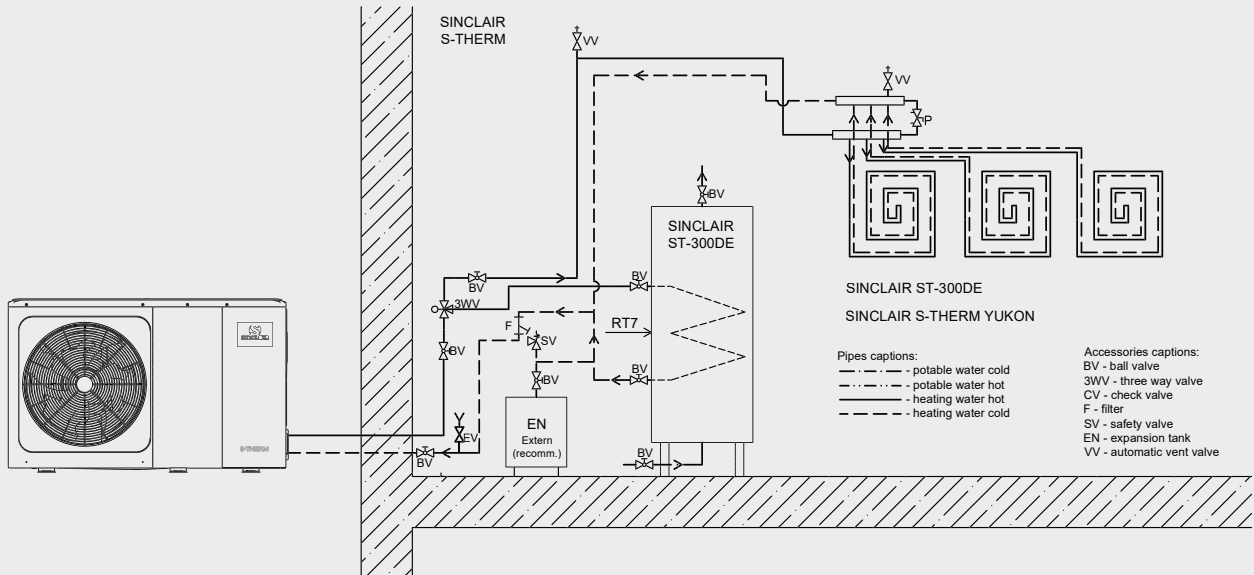 SINCLAIR
S-THERM
VV
VV
P
BV
SINCLAIR
ST-300DE
BV
BV
3WV
F
RT7
SV
BV
BV
BV
EN
Extern
(recomm.)
EV
BV
BV
SINCLAIR
S-THERM
SINCLAIR ST-300DE
SINCLAIR S-THERM YUKON
Pipes captions:
- potable water cold
- potable water hot
- heating water hot
- heating water cold
Accessories captions:
BV - ball valve
3WV - three way valve
CV - check valve
F - filter
SV - safety valve
EN - expansion tank
VV - automatic vent valve